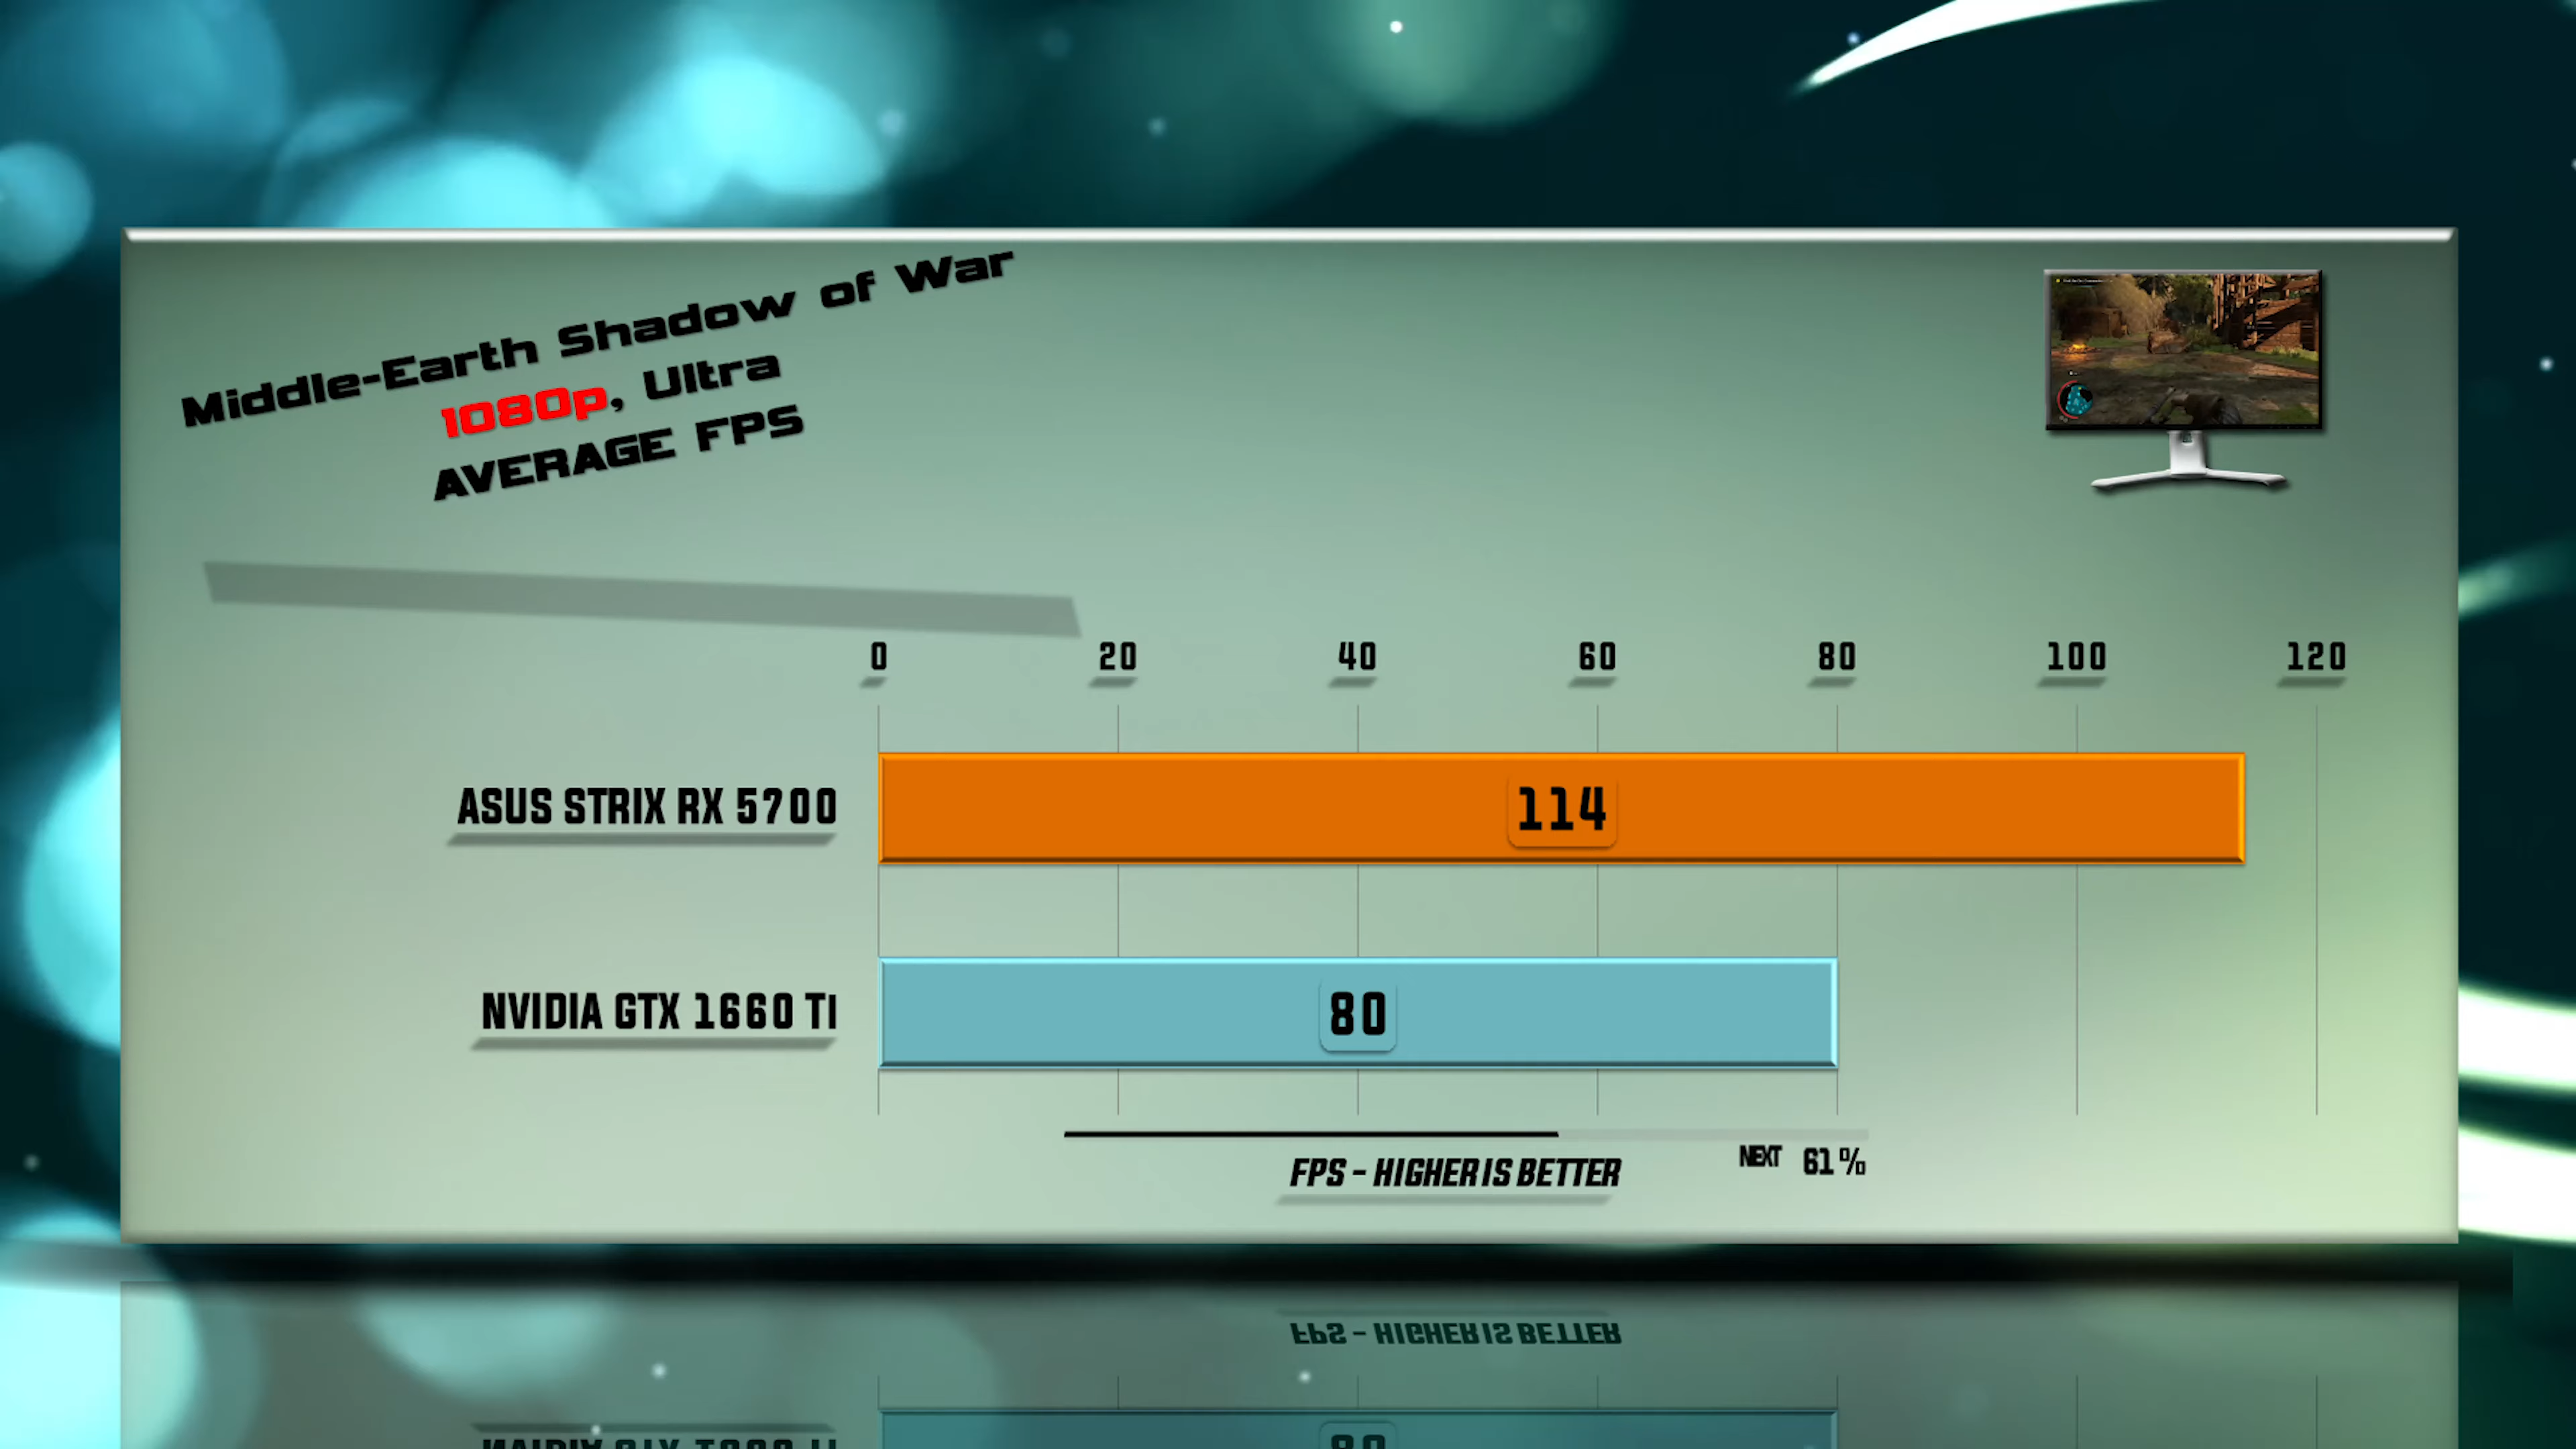 Middle-Earth Shadow of War
1080p, Ultra
AVERAGE FPS
0 20 40 60 80 100 120
ASUS STRIX RX 5700 114
NVIDIA GTX 1660 TI 80
FPS - HIGHER IS BETTER
NEXT 61%